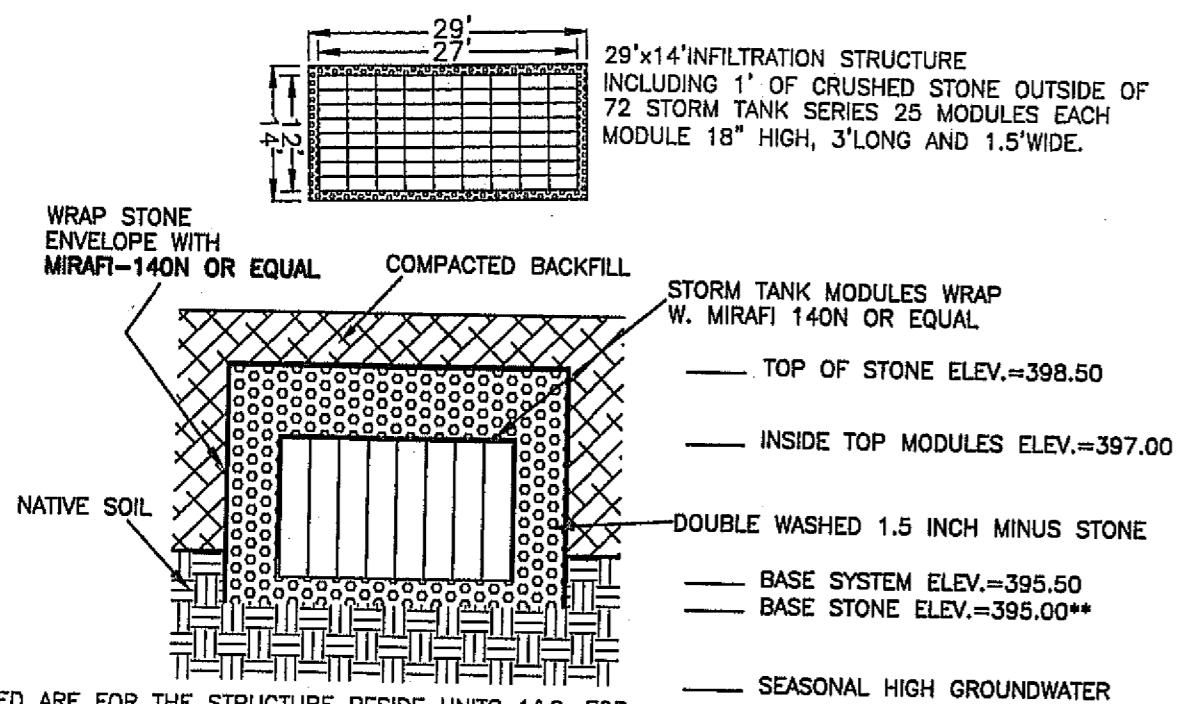 29'
27'
14'
12'
29'x14'INFILTRATION STRUCTURE
INCLUDING 1' OF CRUSHED STONE OUTSIDE OF
72 STORM TANK SERIES 25 MODULES EACH
MODULE 18" HIGH, 3'LONG AND 1.5'WIDE.
WRAP STONE
ENVELOPE WITH
MIRAFI-140N OR EQUAL
COMPACTED BACKFILL
STORM TANK MODULES WRAP
W. MIRAFI 140N OR EQUAL
TOP OF STONE ELEV.=398.50
INSIDE TOP MODULES ELEV.=397.00
NATIVE SOIL
DOUBLE WASHED 1.5 INCH MINUS STONE
BASE SYSTEM ELEV.=395.50
BASE STONE ELEV.=395.00**
SEASONAL HIGH GROUNDWATER
ARE FOR THE STRUCTURE BESIDE UNITS